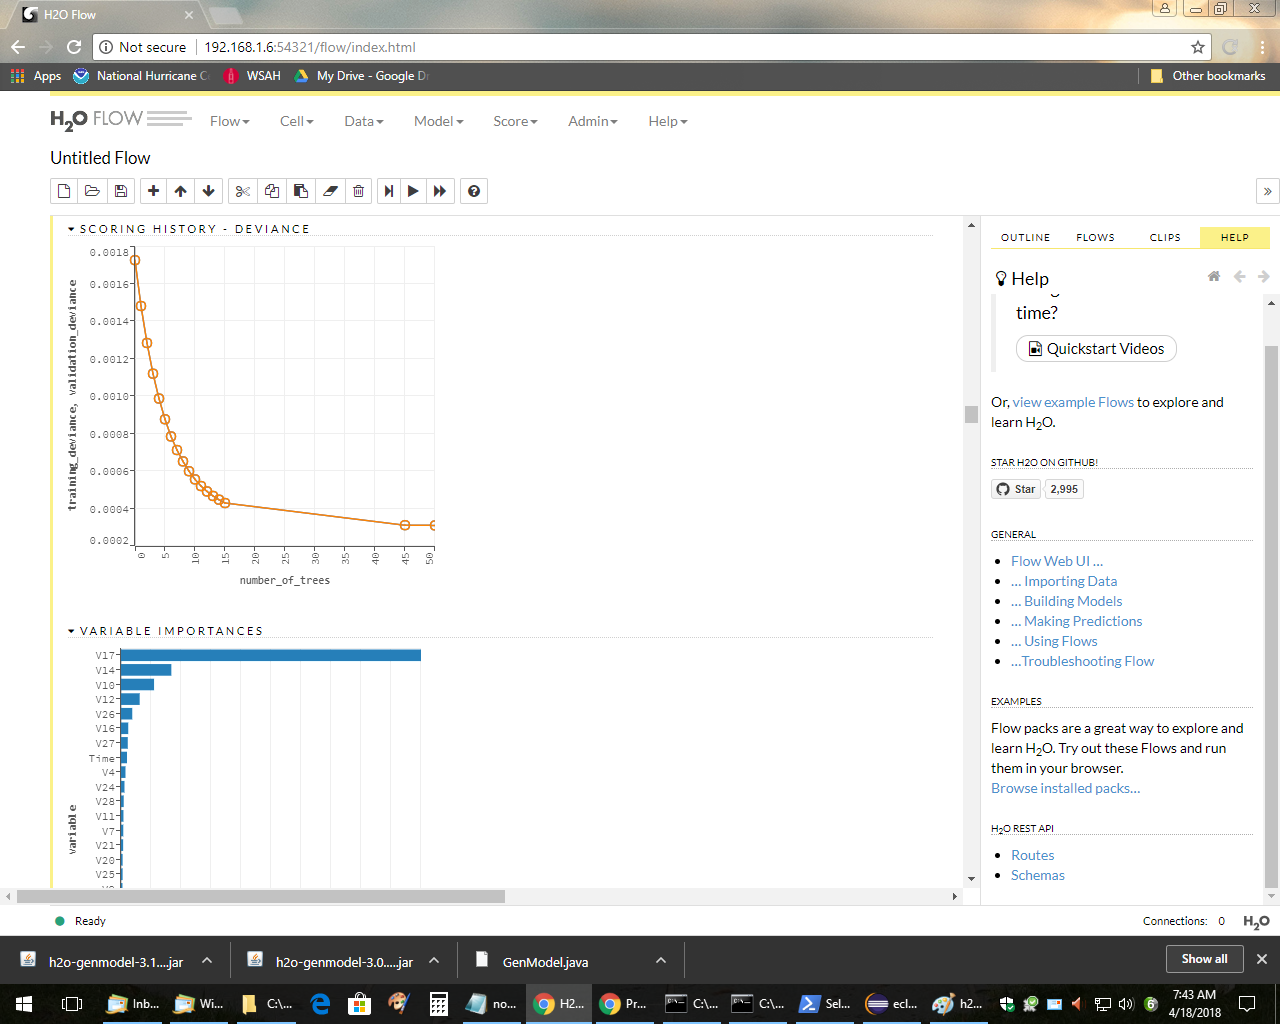 H2O Flow
Not secure 192.168.1.6:54321/flow/index.html
Apps National Hurricane C WSAH My Drive - Google Dr Other bookmarks
H2O FLOW Flow Cell Data Model Score Admin Help
Untitled Flow
»
SCORING HISTORY - DEVIANCE
training_deviance, validation_deviance
0.0018
0.0016
0.0014
0.0012
0.0010
0.0008
0.0006
0.0004
0.0002
0 5 10 15 20 25 30 35 40 45 50
number_of_trees
VARIABLE IMPORTANCES
variable
V17
V14
V10
V12
V26
V16
V27
Time
V4
V24
V28
V11
V7
V21
V20
V25
OUTLINE FLOWS CLIPS HELP
Help
time?
Quickstart Videos
Or, view example Flows to explore and
learn H2O.
STAR H2O ON GITHUB!
Star 2,995
GENERAL
Flow Web UI ...
... Importing Data
... Building Models
... Making Predictions
... Using Flows
...Troubleshooting Flow
EXAMPLES
Flow packs are a great way to explore and
learn H2O. Try out these Flows and run
them in your browser.
Browse installed packs...
H2O REST API
Routes
Schemas
Ready Connections: 0 H2O
h2o-genmodel-3.1....jar h2o-genmodel-3.0.....jar GenModel.java Show all
Inb... Wi... C:\... no... H2... Pr... C:\... C:\... Sel... ecl... h2... 6 7:43 AM
4/18/2018